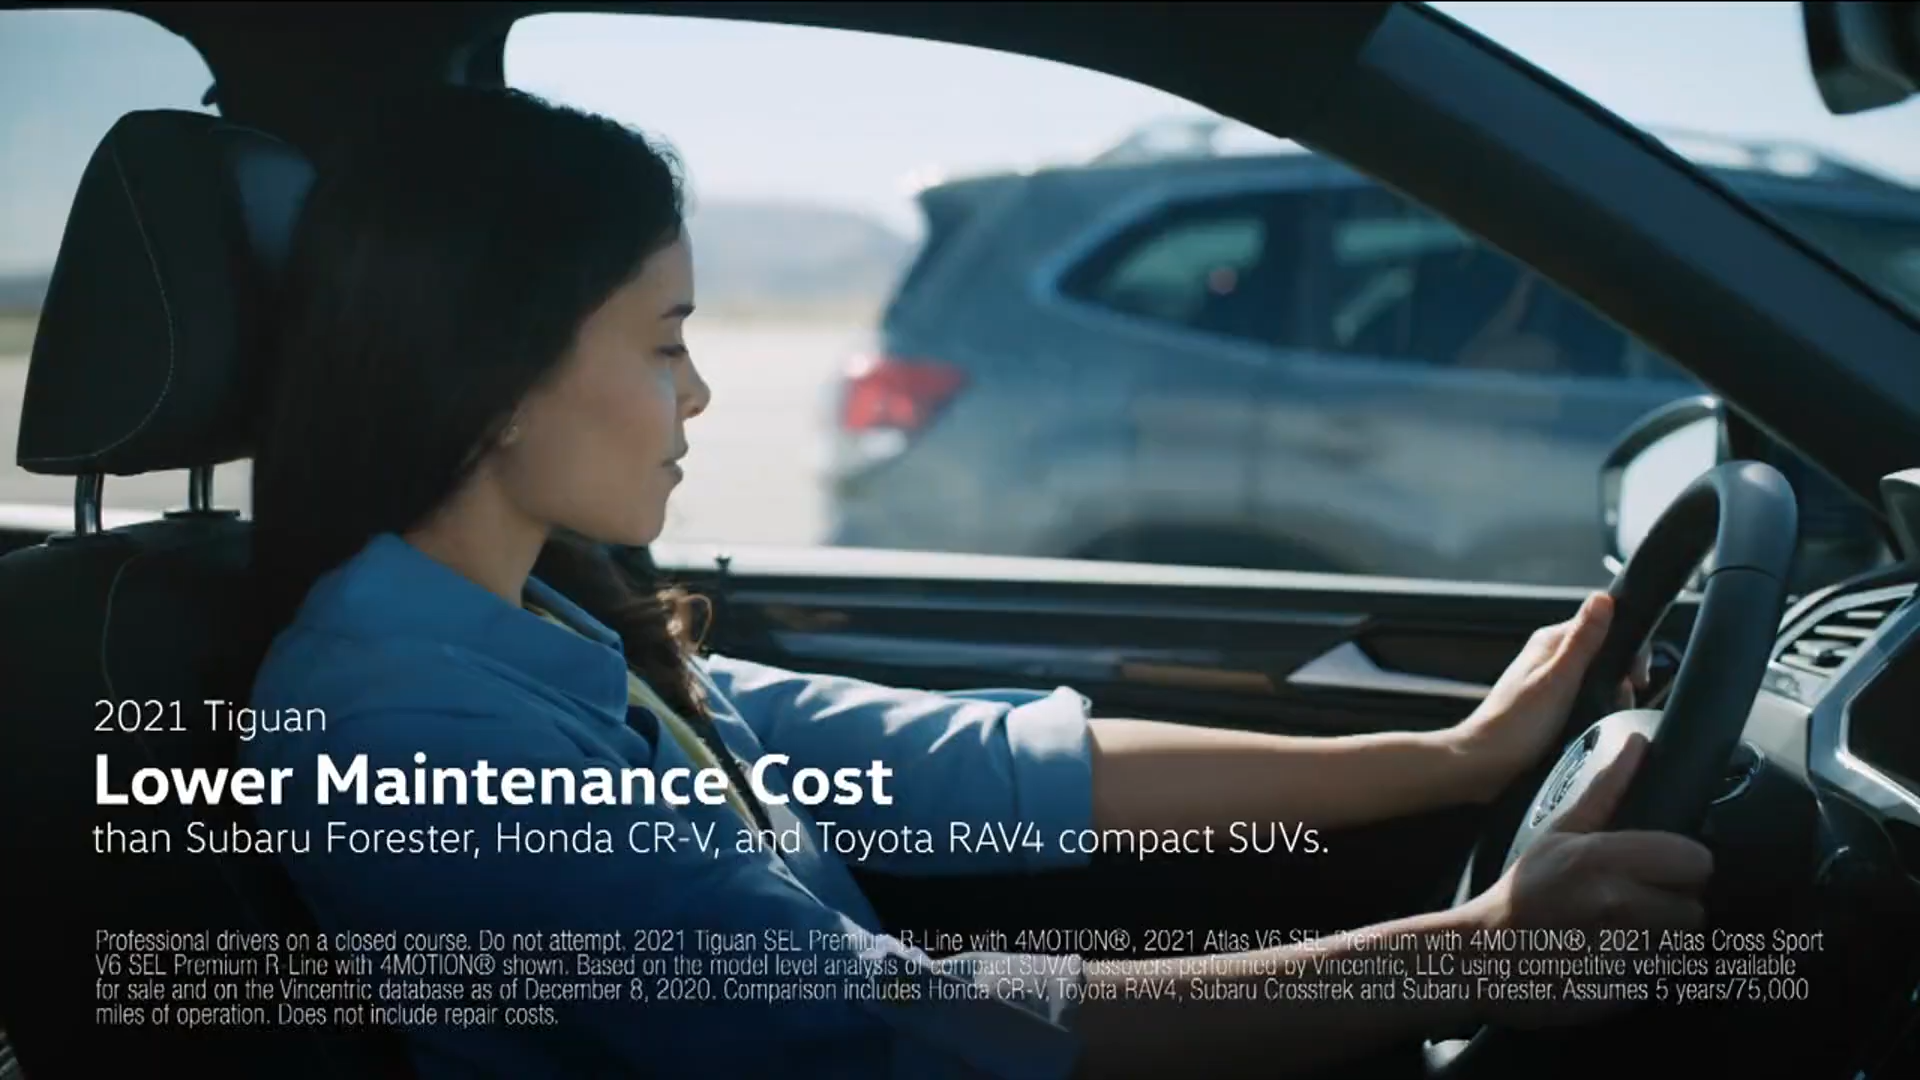 2021 Tiguan
Lower Maintenance Cost
than Subaru Forester, Honda CR-V, and Toyota RAV4 compact SUVs.
Professional drivers on a closed course. Do not attempt. 2021 Tiguan SEL Premium R-Line with 4MOTION®, 2021 Atlas V6 SEL Premium with 4MOTION®, 2021 Atlas Cross Sport
V6 SEL Premium R-Line with 4MOTION® shown. Based on the model level analysis of compact SUV/Crossovers performed by Vincentric, LLC using competitive vehicles available
for sale and on the Vincentric database as of December 8, 2020. Comparison includes Honda CR-V, Toyota RAV4, Subaru Crosstrek and Subaru Forester. Assumes 5 years/75,000
miles of operation. Does not include repair costs.